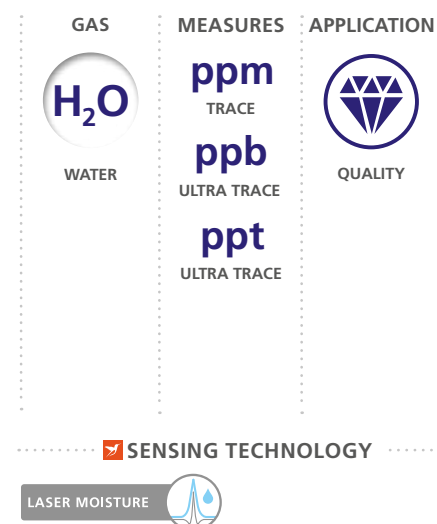 GAS
H₂O
WATER
MEASURES
ppm
TRACE
ppb
ULTRA TRACE
ppt
ULTRA TRACE
APPLICATION
QUALITY
SENSING TECHNOLOGY
LASER MOISTURE